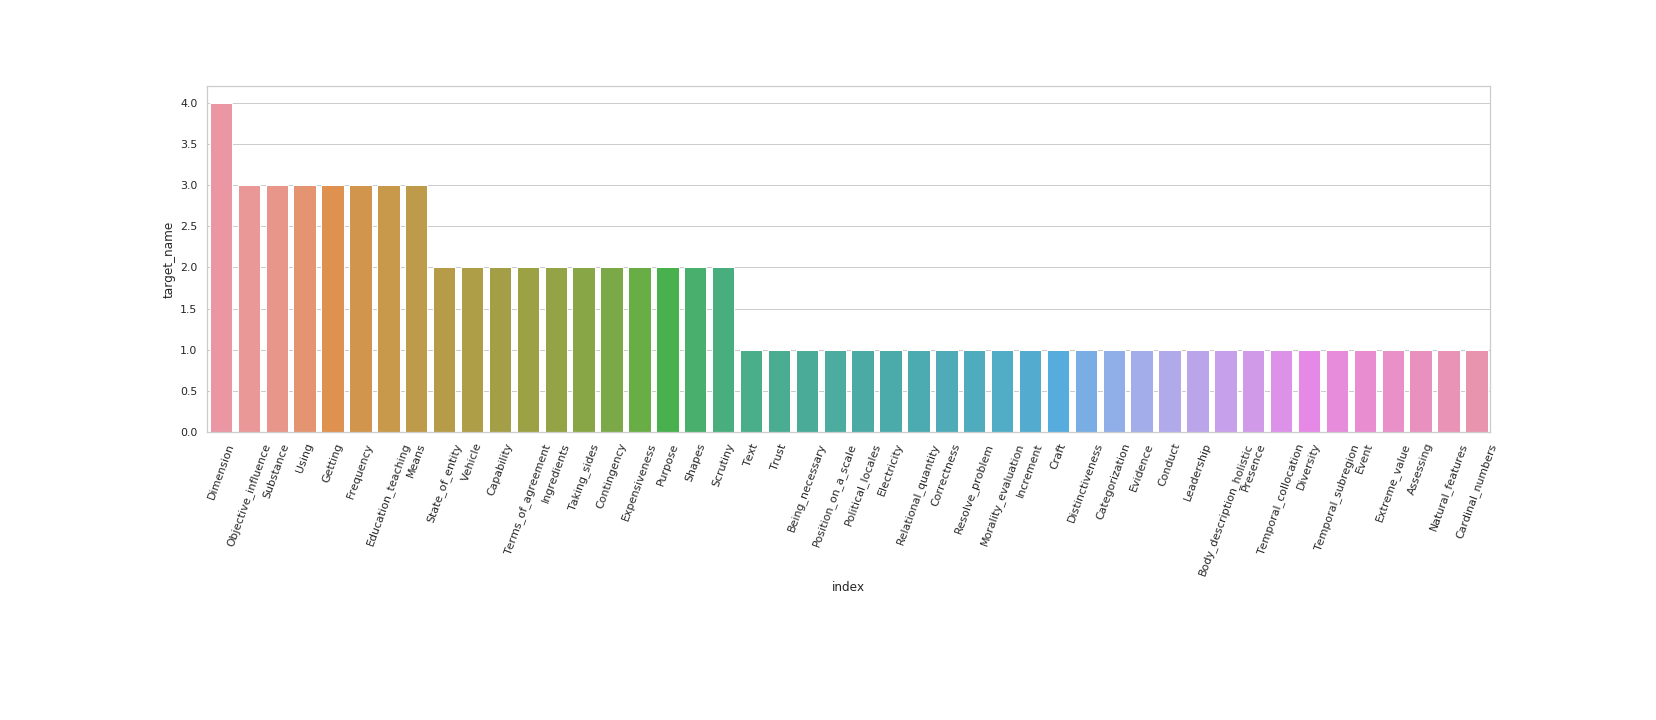 4.0
3.5
3.0
2.5
2.0
1.5
1.0
0.5
0.0
target_name
Dimension
Objective_influence
Substance
Using
Getting
Frequency
Education_teaching
Means
State_of_entity
Vehicle
Capability
Terms_of_agreement
Ingredients
Taking_sides
Contingency
Expensiveness
Purpose
Shapes
Scrutiny
Text
Trust
Being_necessary
Position_on_a_scale
Political_locales
Electricity
Relational_quantity
Correctness
Resolve_problem
Morality_evaluation
Increment
Craft
Distinctiveness
Categorization
Evidence
Conduct
Leadership
Body_description_holistic
Presence
Temporal_collocation
Diversity
Temporal_subregion
Event
Extreme_value
Assessing
Natural_features
Cardinal_numbers
index